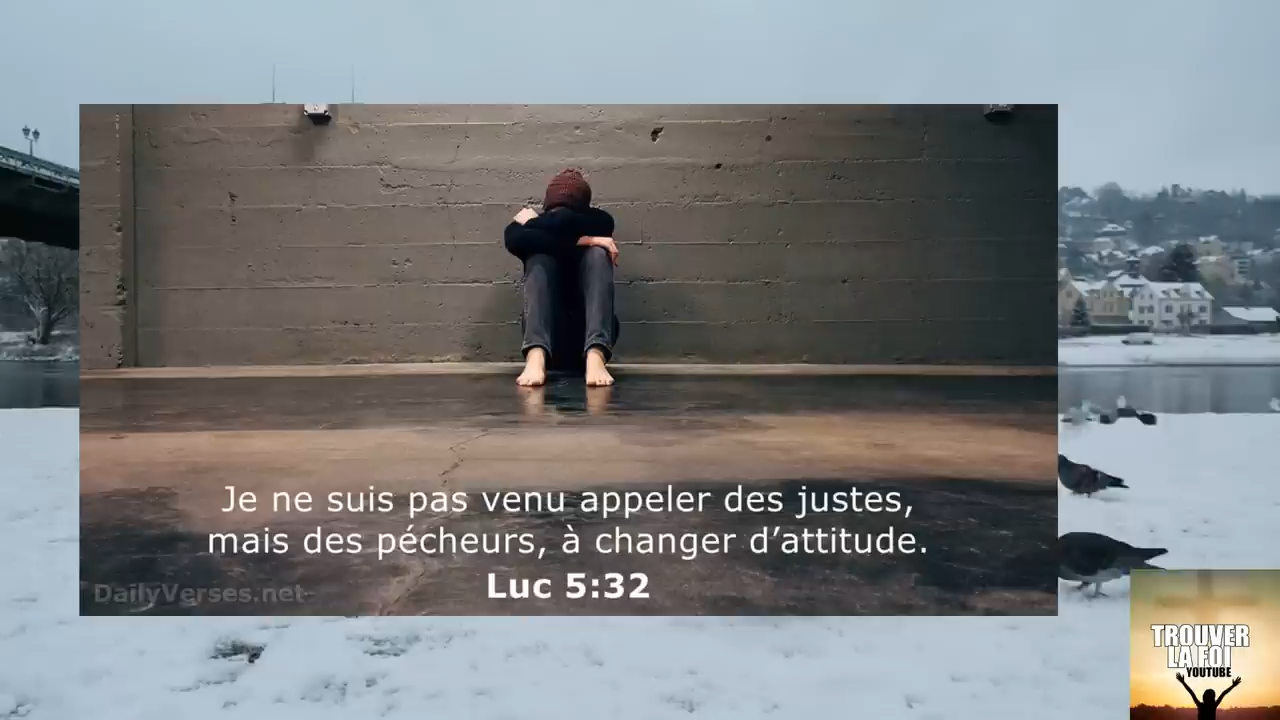 Je ne suis pas venu appeler des justes,
mais des pécheurs, à changer d’attitude.
Luc 5:32
DailyVerses.net
TROUVER
LA FOI
YOUTUBE